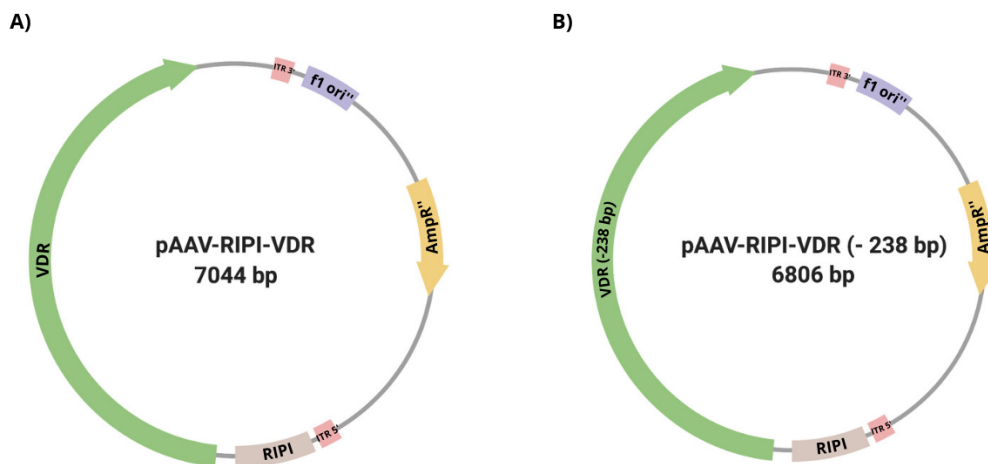 A)
ITR 3'
f1 ori"
AmpR"
VDR
pAAV-RIPI-VDR
7044 bp
RIPI
ITR 5'
B)
ITR 3'
f1 ori"
AmpR"
VDR (-238 bp)
pAAV-RIPI-VDR (- 238 bp)
6806 bp
RIPI
ITR 5'